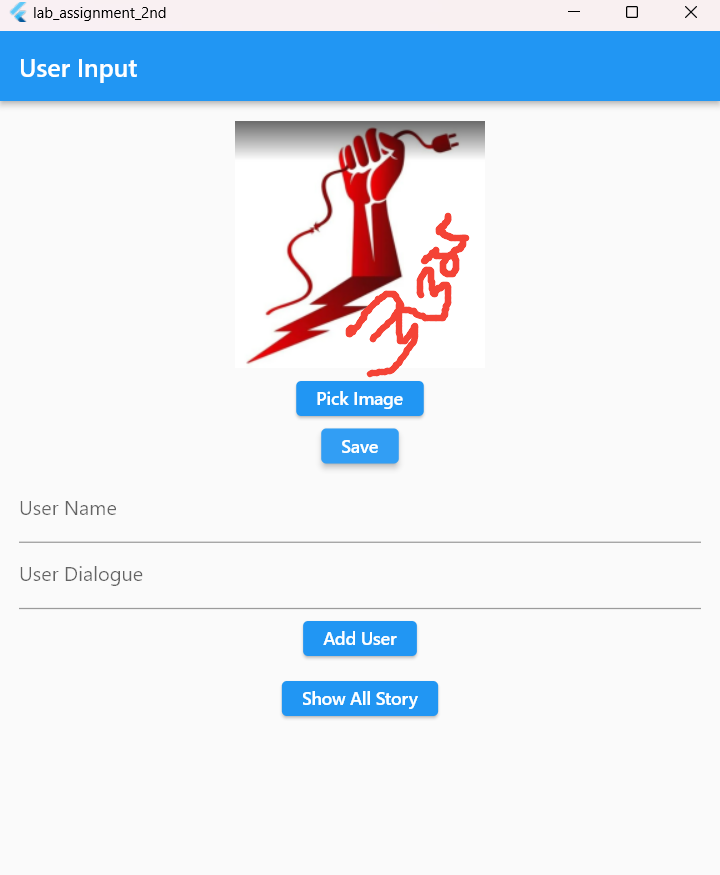 lab_assignment_2nd
User Input
Pick Image
Save
User Name
User Dialogue
Add User
Show All Story